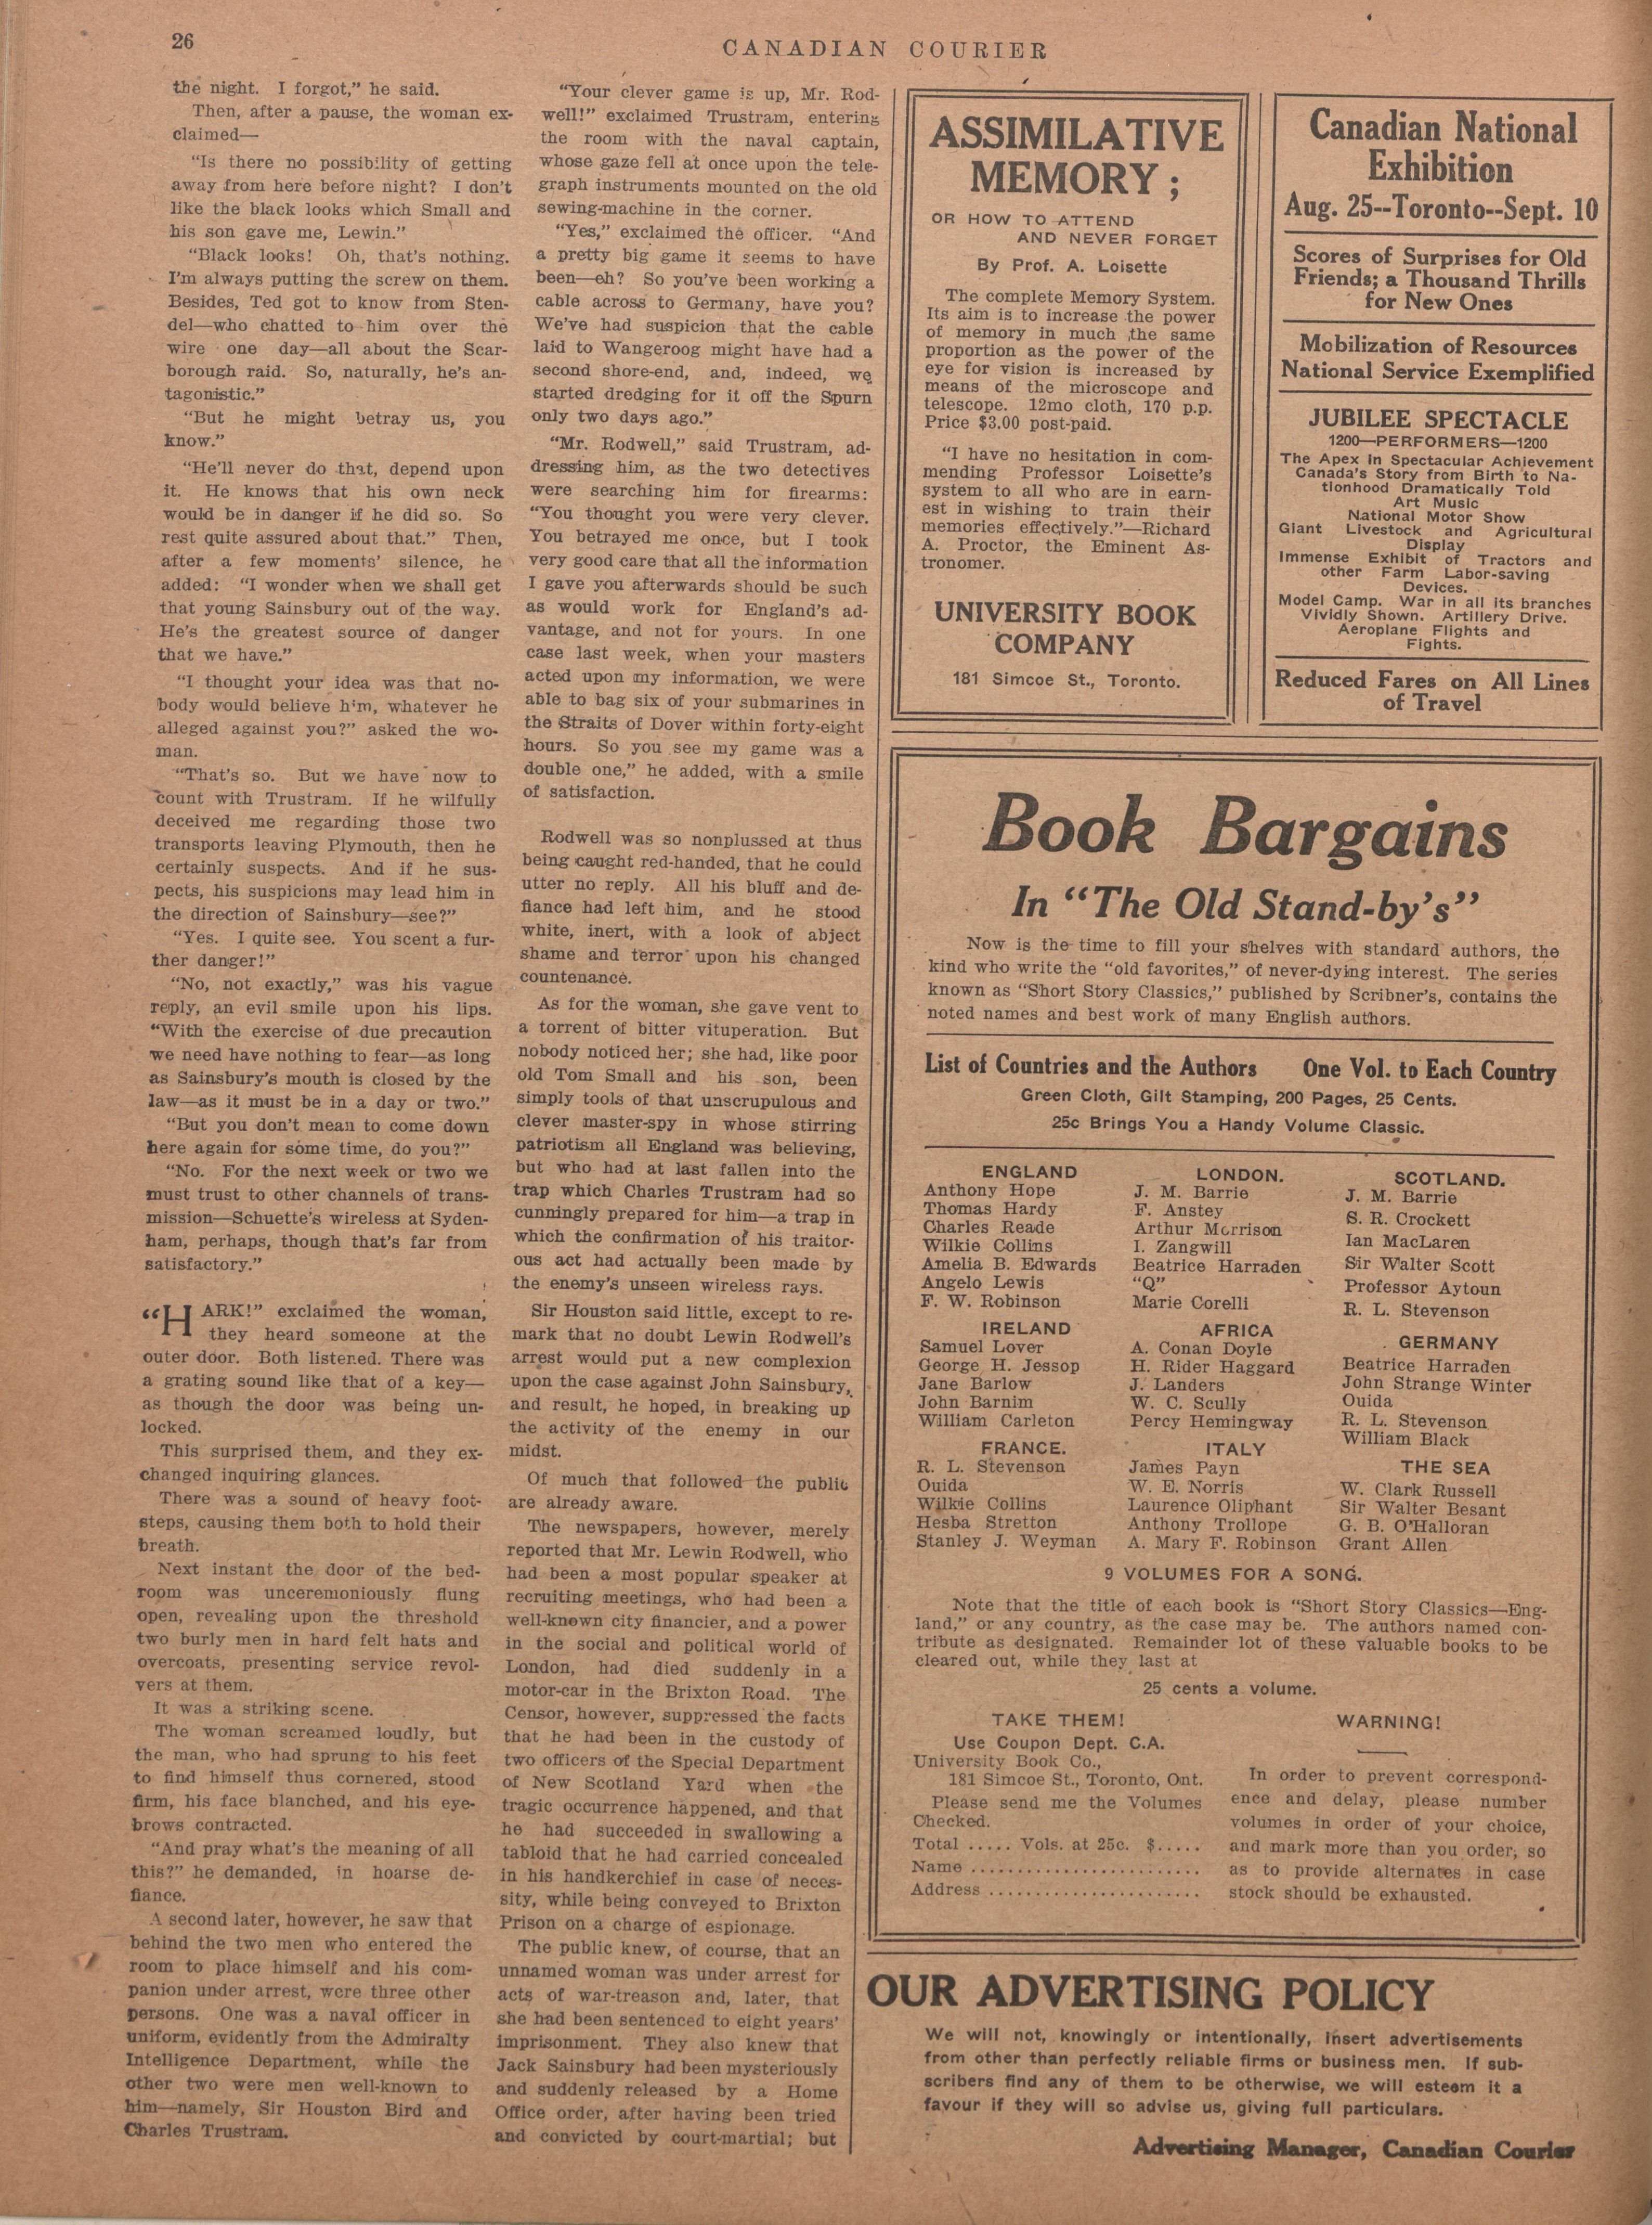 26
CANADIAN COURIER
the night. I forgot,” he said.
Then, after a pause, the woman ex-
claimed—
“Is there no possibility of getting
away from here before night? I don’t
like the black looks which Small and
his son gave me, Lewin.”
“Black looks! Oh, that’s nothing.
I’m always putting the screw on them.
Besides, Ted got to know from Sten-
del—who chatted to him over the
wire one day—all about the Scar-
borough raid. So, naturally, he’s an-
tagonistic.”
“But he might betray us, you
know.”
“He’ll never do that, depend upon
it. He knows that his own neck
would be in danger if he did so. So
rest quite assured about that.” Then,
after a few moments’ silence, he
added: “I wonder when we shall get
that young Sainsbury out of the way.
He’s the greatest source of danger
that we have.”
“I thought your idea was that no-
body would believe him, whatever he
alleged against you?” asked the wo-
man.
“That’s so. But we have now to
count with Trustram. If he wilfully
deceived me regarding those two
transports leaving Plymouth, then he
certainly suspects. And if he sus-
pects, his suspicions may lead him in
the direction of Sainsbury—see?”
“Yes. I quite see. You scent a fur-
ther danger!”
“No, not exactly,” was his vague
reply, an evil smile upon his lips.
“With the exercise of due precaution
we need have nothing to fear—as long
as Sainsbury’s mouth is closed by the
law—as it must be in a day or two.”
“But you don’t mean to come down
here again for some time, do you?”
“No. For the next week or two we
must trust to other channels of trans-
mission—Schuette’s wireless at Syden-
ham, perhaps, though that’s far from
satisfactory.”
“HARK!” exclaimed the woman,
they heard someone at the
outer door. Both listened. There was
a grating sound like that of a key—
as though the door was being un-
locked.
This surprised them, and they ex-
changed inquiring glances.
There was a sound of heavy foot-
steps, causing them both to hold their
breath.
Next instant the door of the bed-
room was unceremoniously flung
open, revealing upon the threshold
two burly men in hard felt hats and
overcoats, presenting service revol-
vers at them.
It was a striking scene.
The woman screamed loudly, but
the man, who had sprung to his feet
to find himself thus cornered, stood
firm, his face blanched, and his eye-
brows contracted.
“And pray what’s the meaning of all
this?” he demanded, in hoarse de-
fiance.
A second later, however, he saw that
behind the two men who entered the
room to place himself and his com-
panion under arrest, were three other
persons. One was a naval officer in
uniform, evidently from the Admiralty
Intelligence Department, while the
other two were men well-known to
him—namely, Sir Houston Bird and
Charles Trustram.
“Your clever game is up, Mr. Rod-
well!” exclaimed Trustram, entering
the room with the naval captain,
whose gaze fell at once upon the tele-
graph instruments mounted on the old
sewing-machine in the corner.
“Yes,” exclaimed the officer. “And
a pretty big game it seems to have
been—eh? So you’ve been working a
cable across to Germany, have you?
We’ve had suspicion that the cable
laid to Wangeroog might have had a
second shore-end, and, indeed, we
started dredging for it off the Spurn
only two days ago.”
“Mr. Rodwell,” said Trustram, ad-
dressing him, as the two detectives
were searching him for firearms:
“You thought you were very clever.
You betrayed me once, but I took
very good care that all the information
I gave you afterwards should be such
as would work for England’s ad-
vantage, and not for yours. In one
case last week, when your masters
acted upon my information, we were
able to bag six of your submarines in
the Straits of Dover within forty-eight
hours. So you see my game was a
double one,” he added, with a smile
of satisfaction.
Rodwell was so nonplussed at thus
being caught red-handed, that he could
utter no reply. All his bluff and de-
fiance had left him, and he stood
white, inert, with a look of abject
shame and terror upon his changed
countenance.
As for the woman, she gave vent to
a torrent of bitter vituperation. But
nobody noticed her; she had, like poor
old Tom Small and his son, been
simply tools of that unscrupulous and
clever master-spy in whose stirring
patriotism all England was believing,
but who had at last fallen into the
trap which Charles Trustram had so
cunningly prepared for him—a trap in
which the confirmation of his traitor-
ous act had actually been made by
the enemy’s unseen wireless rays.
Sir Houston said little, except to re-
mark that no doubt Lewin Rodwell’s
arrest would put a new complexion
upon the case against John Sainsbury,
and result, he hoped, in breaking up
the activity of the enemy in our
midst.
Of much that followed the public
are already aware.
The newspapers, however, merely
reported that Mr. Lewin Rodwell, who
had been a most popular speaker at
recruiting meetings, who had been a
well-known city financier, and a power
in the social and political world of
London, had died suddenly in a
motor-car in the Brixton Road. The
Censor, however, suppressed the facts
that he had been in the custody of
two officers of the Special Department
of New Scotland Yard when the
tragic occurrence happened, and that
he had succeeded in swallowing a
tabloid that he had carried concealed
in his handkerchief in case of neces-
sity, while being conveyed to Brixton
Prison on a charge of espionage.
The public knew, of course, that an
unnamed woman was under arrest for
acts of war-treason and, later, that
she had been sentenced to eight years’
imprisonment. They also knew that
Jack Sainsbury had been mysteriously
and suddenly released by a Home
Office order, after having been tried
and convicted by court-martial; but
ASSIMILATIVE
MEMORY;
OR HOW TO ATTEND
AND NEVER FORGET
By Prof. A. Loisette
The complete Memory System.
Its aim is to increase the power
of memory in much the same
proportion as the power of the
eye for vision is increased by
means of the microscope and
telescope. 12mo cloth, 170 p.p.
Price $3.00 post-paid.
“I have no hesitation in com-
mending Professor Loisette’s
system to all who are in earn-
est in wishing to train their
memories effectively.”—Richard
A. Proctor, the Eminent As-
tronomer.
UNIVERSITY BOOK
COMPANY
181 Simcoe St., Toronto.
Canadian National
Exhibition
Aug. 25--Toronto--Sept. 10
Scores of Surprises for Old
Friends; a Thousand Thrills
for New Ones
Mobilization of Resources
National Service Exemplified
JUBILEE SPECTACLE
1200—PERFORMERS—1200
The Apex in Spectacular Achievement
Canada’s Story from Birth to Na-
tionhood Dramatically Told
Art Music
National Motor Show
Giant Livestock and Agricultural
Display
Immense Exhibit of Tractors and
other Farm Labor-saving
Devices.
Model Camp. War in all its branches
Vividly Shown. Artillery Drive.
Aeroplane Flights and
Fights.
Reduced Fares on All Lines
of Travel
Book Bargains
In “The Old Stand-by’s”
Now is the time to fill your shelves with standard authors, the
kind who write the “old favorites,” of never-dying interest. The series
known as “Short Story Classics,” published by Scribner’s, contains the
noted names and best work of many English authors.
List of Countries and the Authors One Vol. to Each Country
Green Cloth, Gilt Stamping, 200 Pages, 25 Cents.
25c Brings You a Handy Volume Classic.
ENGLAND
Anthony Hope
Thomas Hardy
Charles Reade
Wilkie Collins
Amelia B. Edwards
Angelo Lewis
F. W. Robinson
IRELAND
Samuel Lover
George H. Jessop
Jane Barlow
John Barnim
William Carleton
FRANCE.
R. L. Stevenson
Ouida
Wilkie Collins
Hesba Stretton
Stanley J. Weyman
LONDON.
J. M. Barrie
F. Anstey
Arthur Morrison
I. Zangwill
Beatrice Harraden
“Q”
Marie Corelli
AFRICA
A. Conan Doyle
H. Rider Haggard
J. Landers
W. C. Scully
Percy Hemingway
ITALY
James Payn
W. E. Norris
Laurence Oliphant
Anthony Trollope
A. Mary F. Robinson
SCOTLAND.
J. M. Barrie
S. R. Crockett
Ian MacLaren
Sir Walter Scott
Professor Aytoun
R. L. Stevenson
GERMANY
Beatrice Harraden
John Strange Winter
Ouida
R. L. Stevenson
William Black
THE SEA
W. Clark Russell
Sir Walter Besant
G. B. O’Halloran
Grant Allen
9 VOLUMES FOR A SONG.
Note that the title of each book is “Short Story Classics—Eng-
land,” or any country, as the case may be. The authors named con-
tribute as designated. Remainder lot of these valuable books to be
cleared out, while they last at
25 cents a volume.
TAKE THEM!
Use Coupon Dept. C.A.
University Book Co.,
181 Simcoe St., Toronto, Ont.
Please send me the Volumes
Checked.
Total ..... Vols. at 25c. $.....
Name ........................
Address ......................
WARNING!
In order to prevent correspond-
ence and delay, please number
volumes in order of your choice,
and mark more than you order, so
as to provide alternates in case
stock should be exhausted.
OUR ADVERTISING POLICY
We will not, knowingly or intentionally, insert advertisements
from other than perfectly reliable firms or business men. If sub-
scribers find any of them to be otherwise, we will esteem it a
favour if they will so advise us, giving full particulars.
Advertising Manager, Canadian Courier